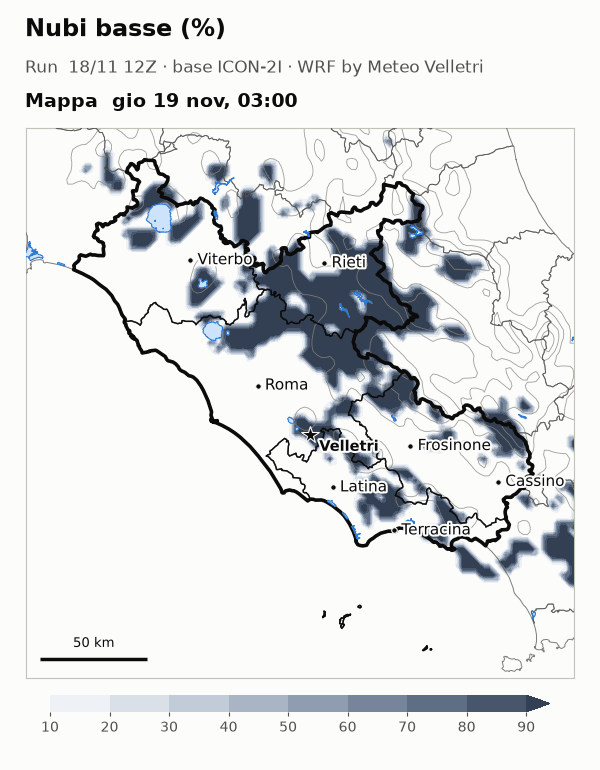 Nubi basse (%)
Run 18/11 12Z · base ICON-2I · WRF by Meteo Velletri
Mappa gio 19 nov, 03:00
Viterbo
Rieti
Roma
Velletri
Frosinone
Cassino
Latina
Terracina
50 km
10 20 30 40 50 60 70 80 90